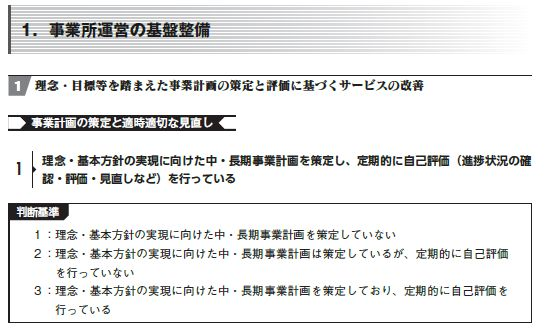 1．事業所運営の基盤整備
1 理念・目標等を踏まえた事業計画の策定と評価に基づくサービスの改善
事業計画の策定と適時適切な見直し
1 理念・基本方針の実現に向けた中・長期事業計画を策定し、定期的に自己評価（進捗状況の確
認・評価・見直しなど）を行っている
判断基準
1：理念・基本方針の実現に向けた中・長期事業計画を策定していない
2：理念・基本方針の実現に向けた中・長期事業計画は策定しているが、定期的に自己評価
を行っていない
3：理念・基本方針の実現に向けた中・長期事業計画を策定しており、定期的に自己評価を
行っている